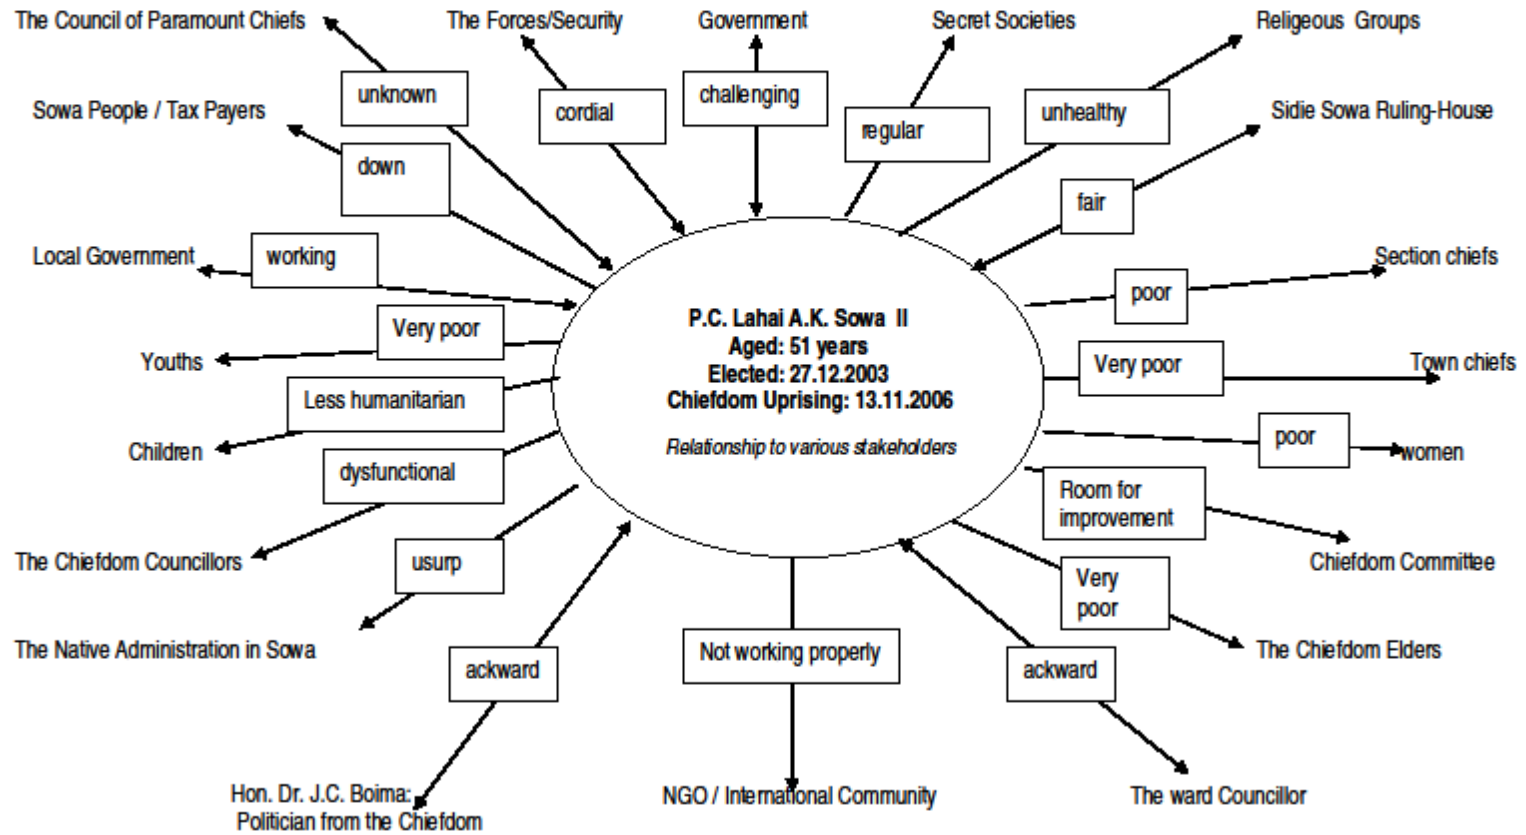 The Council of Paramount Chiefs
The Forces/Security
Government
Secret Societies
Religeous Groups
unknown
cordial
challenging
regular
unhealthy
Sowa People / Tax Payers
Sidie Sowa Ruling-House
down
fair
Local Government
working
Section chiefs
poor
Very poor
Youths
P.C. Lahai A.K. Sowa II
Aged: 51 years
Elected: 27.12.2003
Chiefdom Uprising: 13.11.2006
Relationship to various stakeholders
Very poor
Town chiefs
Less humanitarian
Children
poor
women
dysfunctional
The Chiefdom Councillors
Room for
improvement
Chiefdom Committee
usurp
The Native Administration in Sowa
Very
poor
The Chiefdom Elders
ackward
Not working properly
ackward
Hon. Dr. J.C. Boima:
Politician from the Chiefdom
NGO / International Community
The ward Councillor